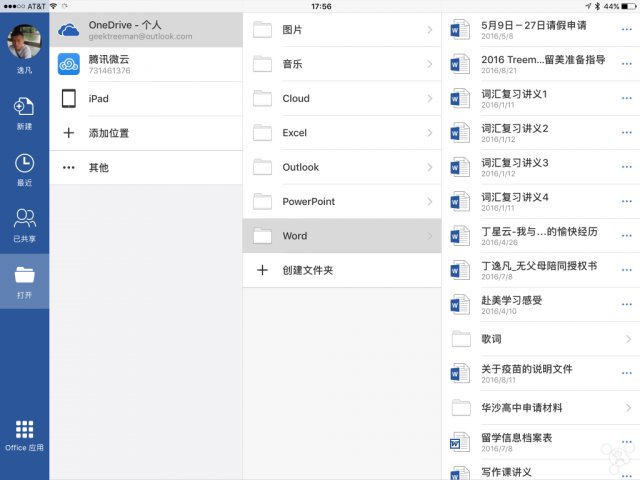 AT&T
17:56
44%
逸凡
新建
最近
已共享
打开
Office 应用
OneDrive - 个人
geektreeman@outlook.com
腾讯微云
731461376
iPad
添加位置
其他
图片
音乐
Cloud
Excel
Outlook
PowerPoint
Word
创建文件夹
5月9日－27日请假申请
2016/5/8
2016 Treem...留美准备指导
2016/8/21
词汇复习讲义1
2016/1/11
词汇复习讲义2
2016/1/12
词汇复习讲义3
2016/1/12
词汇复习讲义4
2016/1/11
丁星云-我与...的愉快经历
2016/4/26
丁逸凡_无父母陪同授权书
2016/7/8
赴美学习感受
2016/4/10
歌词
关于疫苗的说明文件
2016/8/11
华沙高中申请材料
留学信息档案表
2016/7/8
写作课讲义